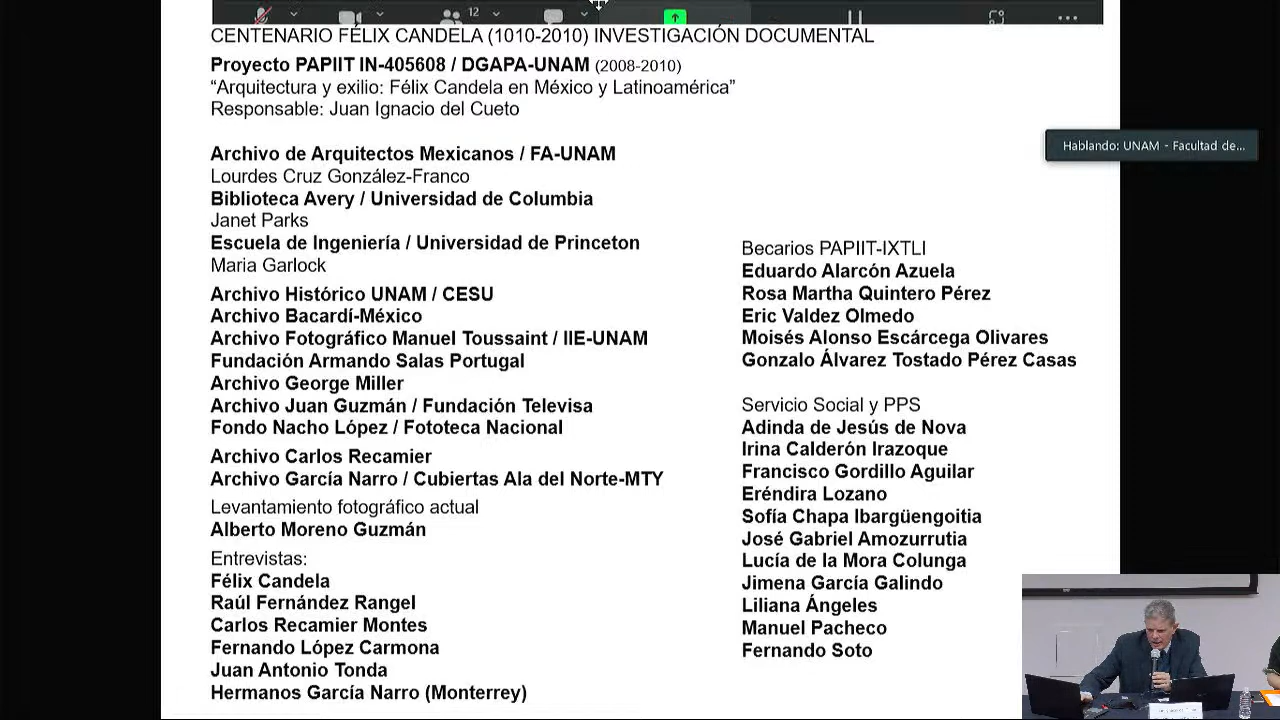 12
CENTENARIO FÉLIX CANDELA (1010-2010) INVESTIGACIÓN DOCUMENTAL
Proyecto PAPIIT IN-405608 / DGAPA-UNAM (2008-2010)
“Arquitectura y exilio: Félix Candela en México y Latinoamérica”
Responsable: Juan Ignacio del Cueto
Archivo de Arquitectos Mexicanos / FA-UNAM
Lourdes Cruz González-Franco
Biblioteca Avery / Universidad de Columbia
Janet Parks
Escuela de Ingeniería / Universidad de Princeton
Maria Garlock
Archivo Histórico UNAM / CESU
Archivo Bacardí-México
Archivo Fotográfico Manuel Toussaint / IIE-UNAM
Fundación Armando Salas Portugal
Archivo George Miller
Archivo Juan Guzmán / Fundación Televisa
Fondo Nacho López / Fototeca Nacional
Archivo Carlos Recamier
Archivo García Narro / Cubiertas Ala del Norte-MTY
Levantamiento fotográfico actual
Alberto Moreno Guzmán
Entrevistas:
Félix Candela
Raúl Fernández Rangel
Carlos Recamier Montes
Fernando López Carmona
Juan Antonio Tonda
Hermanos García Narro (Monterrey)
Hablando: UNAM - Facultad de...
Becarios PAPIIT-IXTLI
Eduardo Alarcón Azuela
Rosa Martha Quintero Pérez
Eric Valdez Olmedo
Moisés Alonso Escárcega Olivares
Gonzalo Álvarez Tostado Pérez Casas
Servicio Social y PPS
Adinda de Jesús de Nova
Irina Calderón Irazoque
Francisco Gordillo Aguilar
Eréndira Lozano
Sofía Chapa Ibargüengoitia
José Gabriel Amozurrutia
Lucía de la Mora Colunga
Jimena García Galindo
Liliana Ángeles
Manuel Pacheco
Fernando Soto